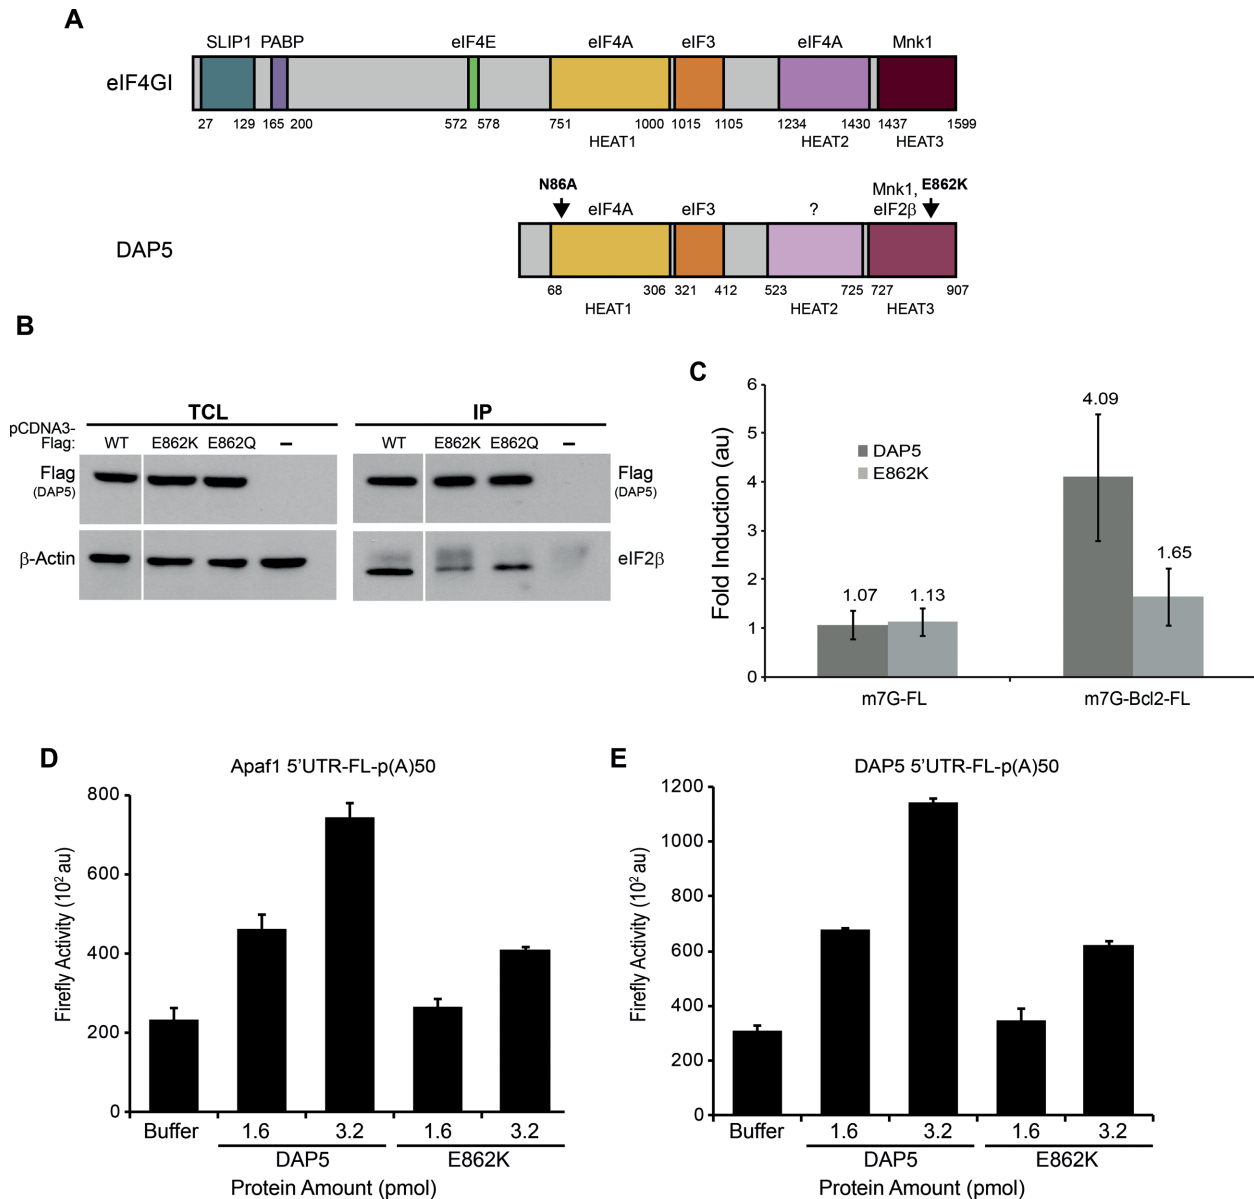 A
SLIP1 PABP eIF4E eIF4A eIF3 eIF4A Mnk1
eIF4GI
27 129 165 200 572 578 751 1000 1015 1105 1234 1430 1437 1599
HEAT1 HEAT2 HEAT3
N86A Mnk1, E862K
eIF4A eIF3 ? eIF2β
DAP5
68 306 321 412 523 725 727 907
HEAT1 HEAT2 HEAT3
B
TCL IP
pCDNA3-
Flag: WT E862K E862Q – WT E862K E862Q –
Flag Flag
(DAP5) (DAP5)
β-Actin eIF2β
C
Fold Induction (au)
6
5
4
3
2
1
0
DAP5
E862K
1.07 1.13 4.09 1.65
m7G-FL m7G-Bcl2-FL
D
Apaf1 5'UTR-FL-p(A)50
Firefly Activity (10² au)
800
600
400
200
0
Buffer 1.6 3.2 1.6 3.2
DAP5 E862K
Protein Amount (pmol)
E
DAP5 5'UTR-FL-p(A)50
Firefly Activity (10² au)
1200
1000
800
600
400
200
0
Buffer 1.6 3.2 1.6 3.2
DAP5 E862K
Protein Amount (pmol)